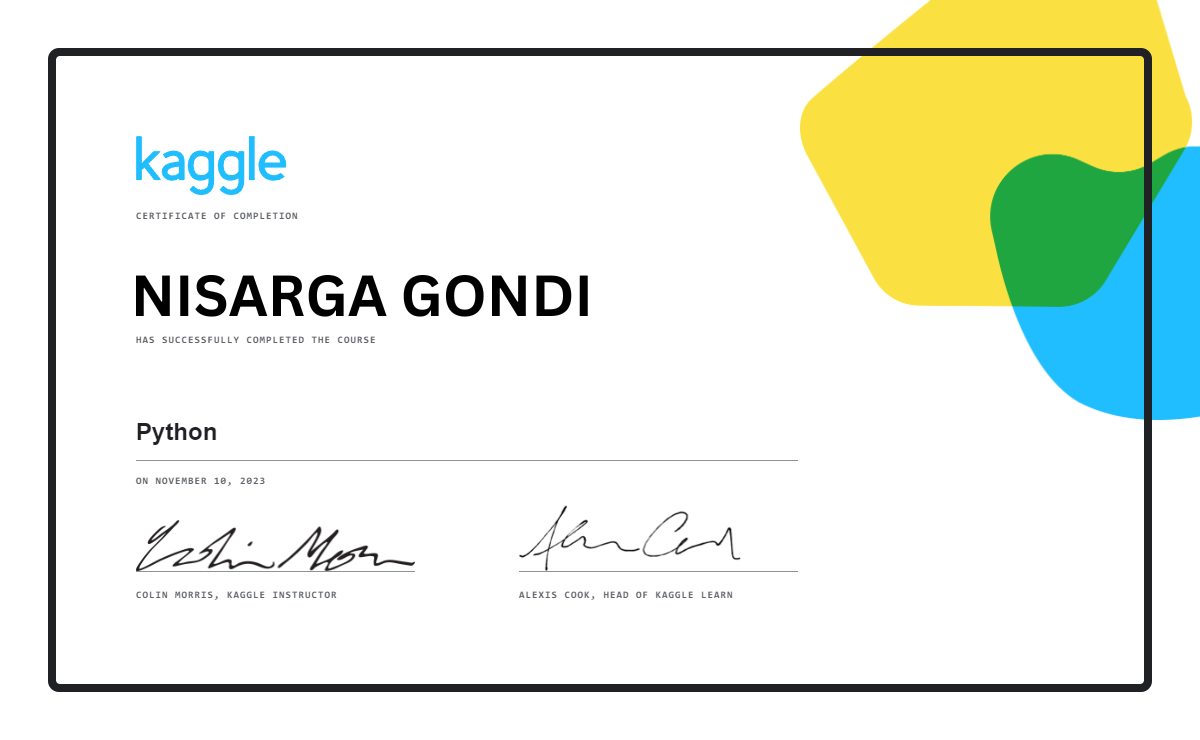 kaggle
CERTIFICATE OF COMPLETION
NISARGA GONDI
HAS SUCCESSFULLY COMPLETED THE COURSE
Python
ON NOVEMBER 10, 2023
Colin Morris
Alexis Cook
COLIN MORRIS, KAGGLE INSTRUCTOR
ALEXIS COOK, HEAD OF KAGGLE LEARN